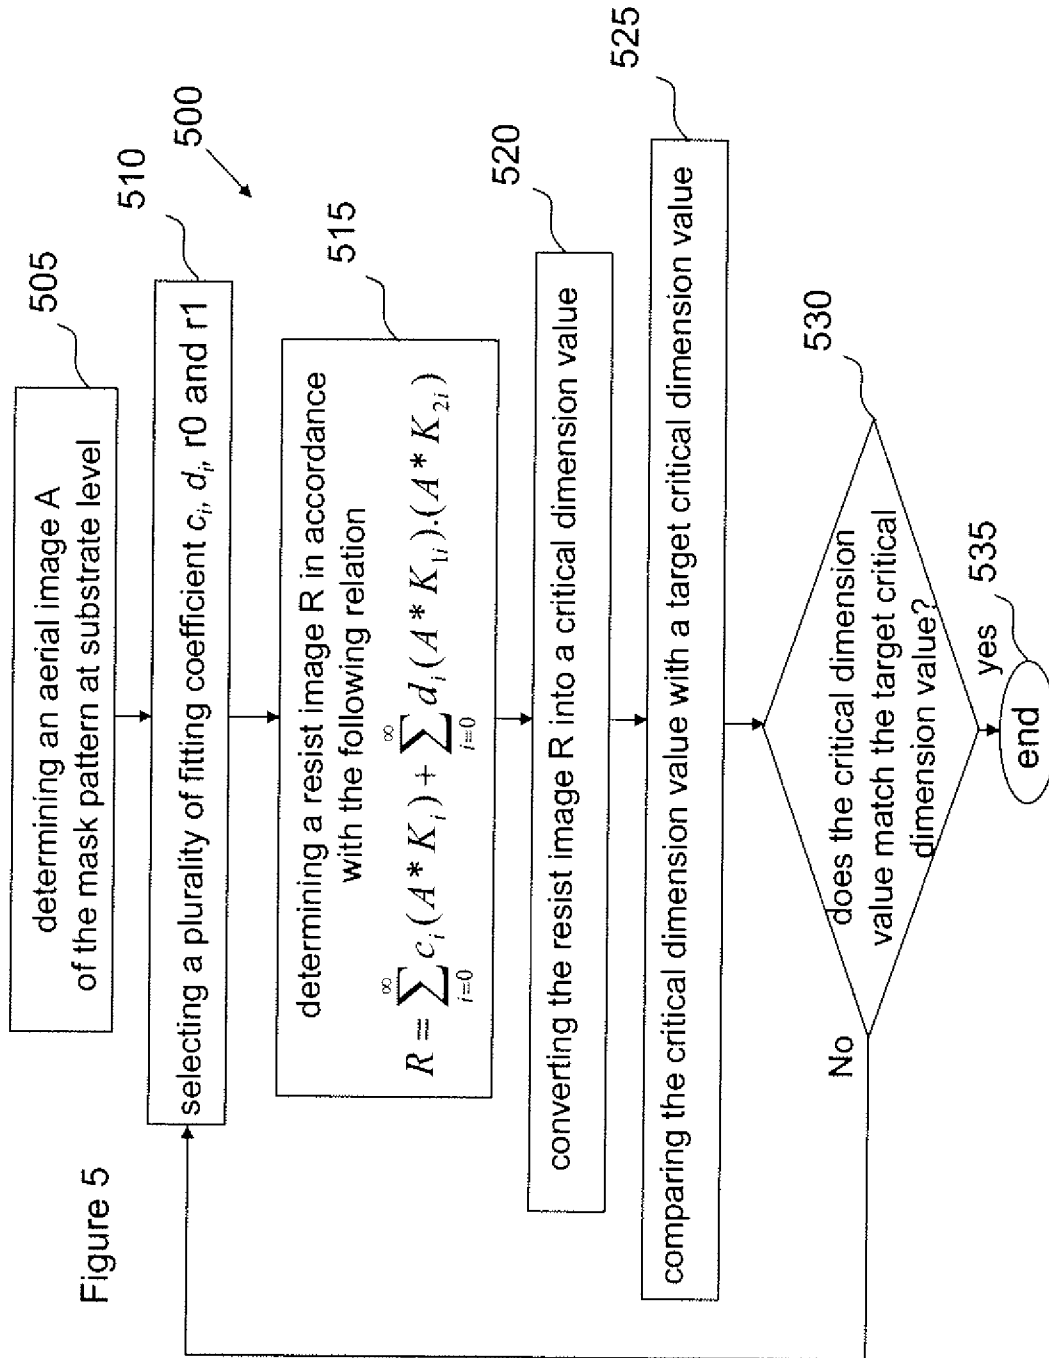 Figure 5
500
505
determining an aerial image A
of the mask pattern at substrate level
510
selecting a plurality of fitting coefficient c_i, d_i, r0 and r1
515
determining a resist image R in accordance
with the following relation
R = \sum_{i=0}^{\infty} c_i (A * K_i) + \sum_{i=0}^{\infty} d_i (A * K_{1i}).(A * K_{2i})
520
converting the resist image R into a critical dimension value
525
comparing the critical dimension value with a target critical dimension value
530
does the critical dimension
value match the target critical
dimension value?
No
yes
535
end